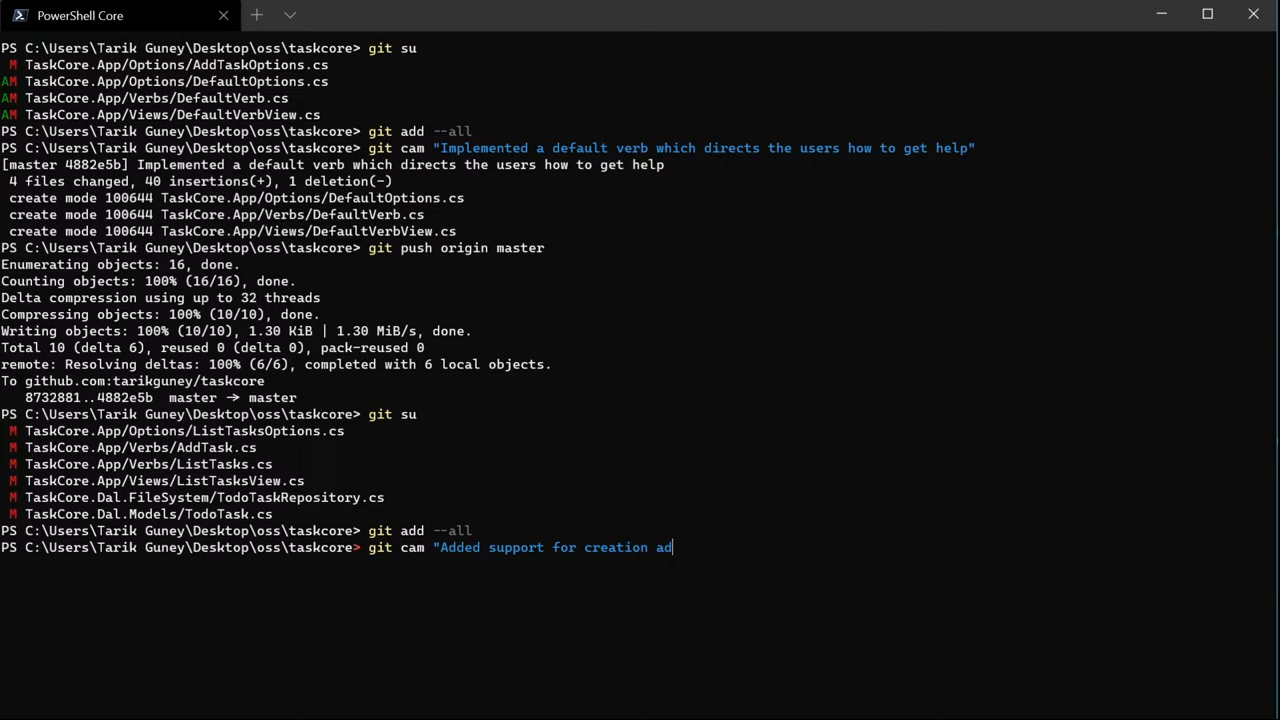 PowerShell Core
PS C:\Users\Tarik Guney\Desktop\oss\taskcore> git su
 M TaskCore.App/Options/AddTaskOptions.cs
AM TaskCore.App/Options/DefaultOptions.cs
AM TaskCore.App/Verbs/DefaultVerb.cs
AM TaskCore.App/Views/DefaultVerbView.cs
PS C:\Users\Tarik Guney\Desktop\oss\taskcore> git add --all
PS C:\Users\Tarik Guney\Desktop\oss\taskcore> git cam "Implemented a default verb which directs the users how to get help"
[master 4882e5b] Implemented a default verb which directs the users how to get help
 4 files changed, 40 insertions(+), 1 deletion(-)
 create mode 100644 TaskCore.App/Options/DefaultOptions.cs
 create mode 100644 TaskCore.App/Verbs/DefaultVerb.cs
 create mode 100644 TaskCore.App/Views/DefaultVerbView.cs
PS C:\Users\Tarik Guney\Desktop\oss\taskcore> git push origin master
Enumerating objects: 16, done.
Counting objects: 100% (16/16), done.
Delta compression using up to 32 threads
Compressing objects: 100% (10/10), done.
Writing objects: 100% (10/10), 1.30 KiB | 1.30 MiB/s, done.
Total 10 (delta 6), reused 0 (delta 0), pack-reused 0
remote: Resolving deltas: 100% (6/6), completed with 6 local objects.
To github.com:tarikguney/taskcore
   8732881..4882e5b  master -> master
PS C:\Users\Tarik Guney\Desktop\oss\taskcore> git su
 M TaskCore.App/Options/ListTasksOptions.cs
 M TaskCore.App/Verbs/AddTask.cs
 M TaskCore.App/Verbs/ListTasks.cs
 M TaskCore.App/Views/ListTasksView.cs
 M TaskCore.Dal.FileSystem/TodoTaskRepository.cs
 M TaskCore.Dal.Models/TodoTask.cs
PS C:\Users\Tarik Guney\Desktop\oss\taskcore> git add --all
PS C:\Users\Tarik Guney\Desktop\oss\taskcore> git cam "Added support for creation ad